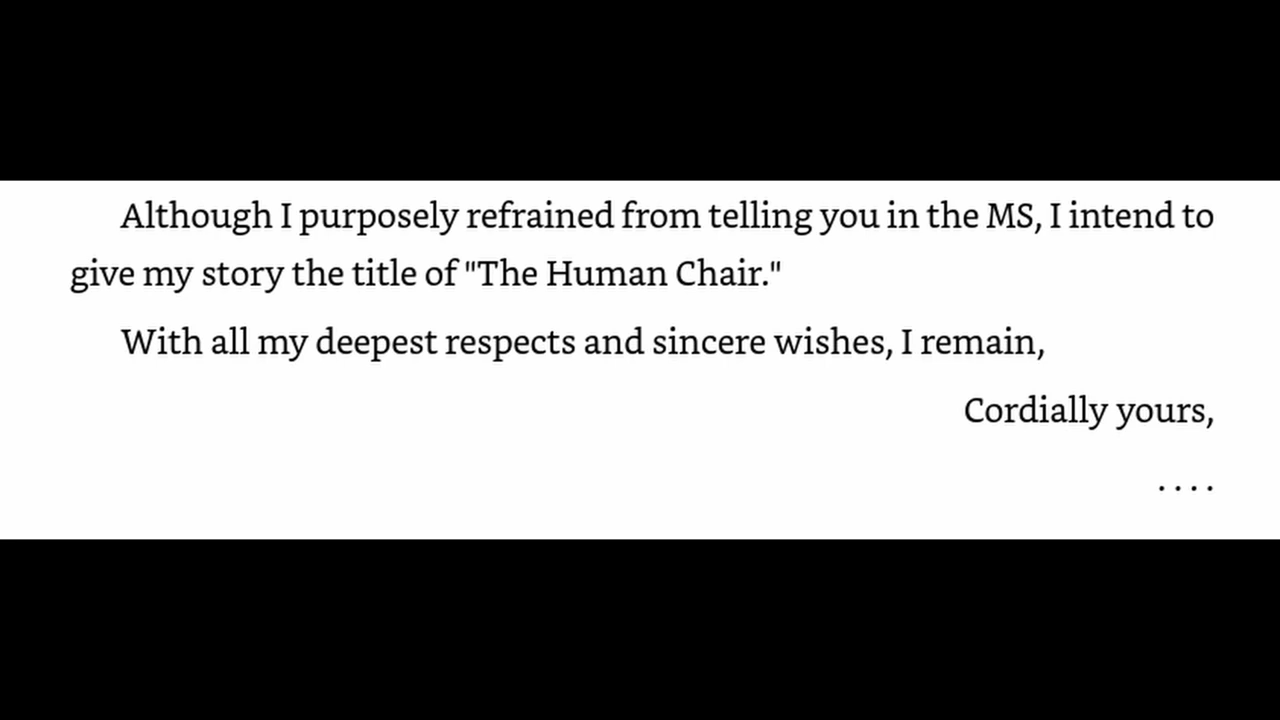 Although I purposely refrained from telling you in the MS, I intend to
give my story the title of "The Human Chair."
With all my deepest respects and sincere wishes, I remain,
Cordially yours,
. . . .